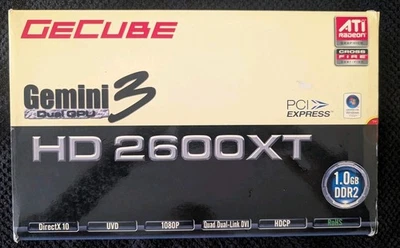 GECUBE
ATI
RADEON
GRAPHICS
CROSS
FIRE
Gemini 3
Dual GPU
PCI
EXPRESS
HD 2600XT
1.0GB
DDR2
DirectX 10
UVD
1080P
Quad Dual-Link DVI
HDCP
RoHS